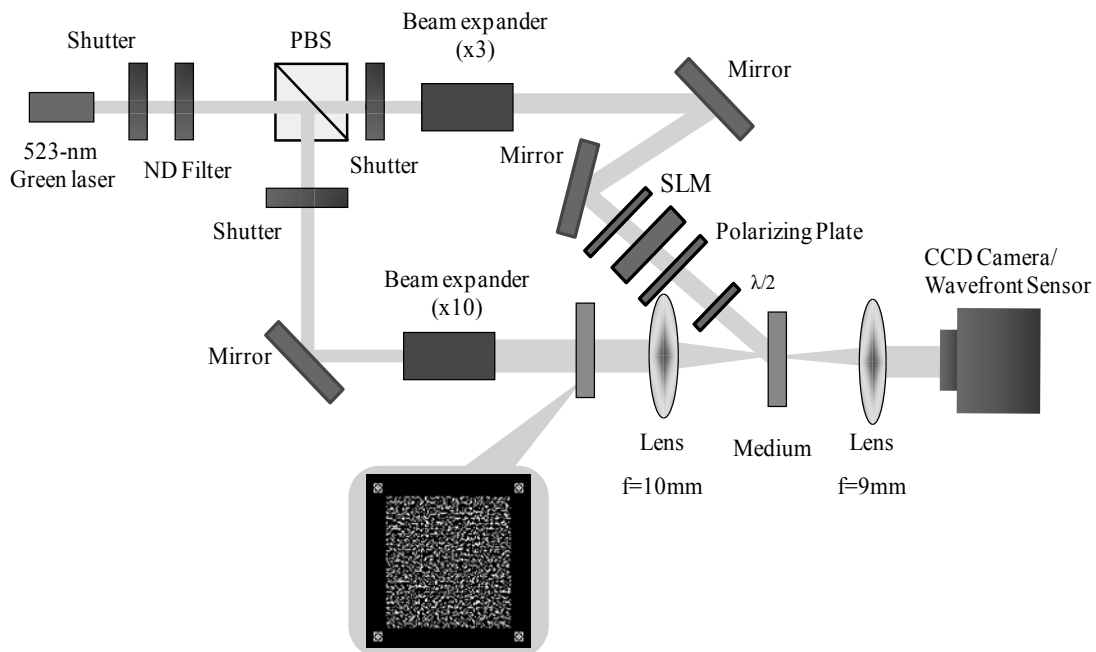 Shutter
PBS
Beam expander
(x3)
Mirror
523-nm
Green laser
ND Filter
Shutter
Mirror
SLM
Shutter
Polarizing Plate
λ/2
CCD Camera/
Wavefront Sensor
Beam expander
(x10)
Mirror
Lens
Medium
Lens
f=10mm
f=9mm